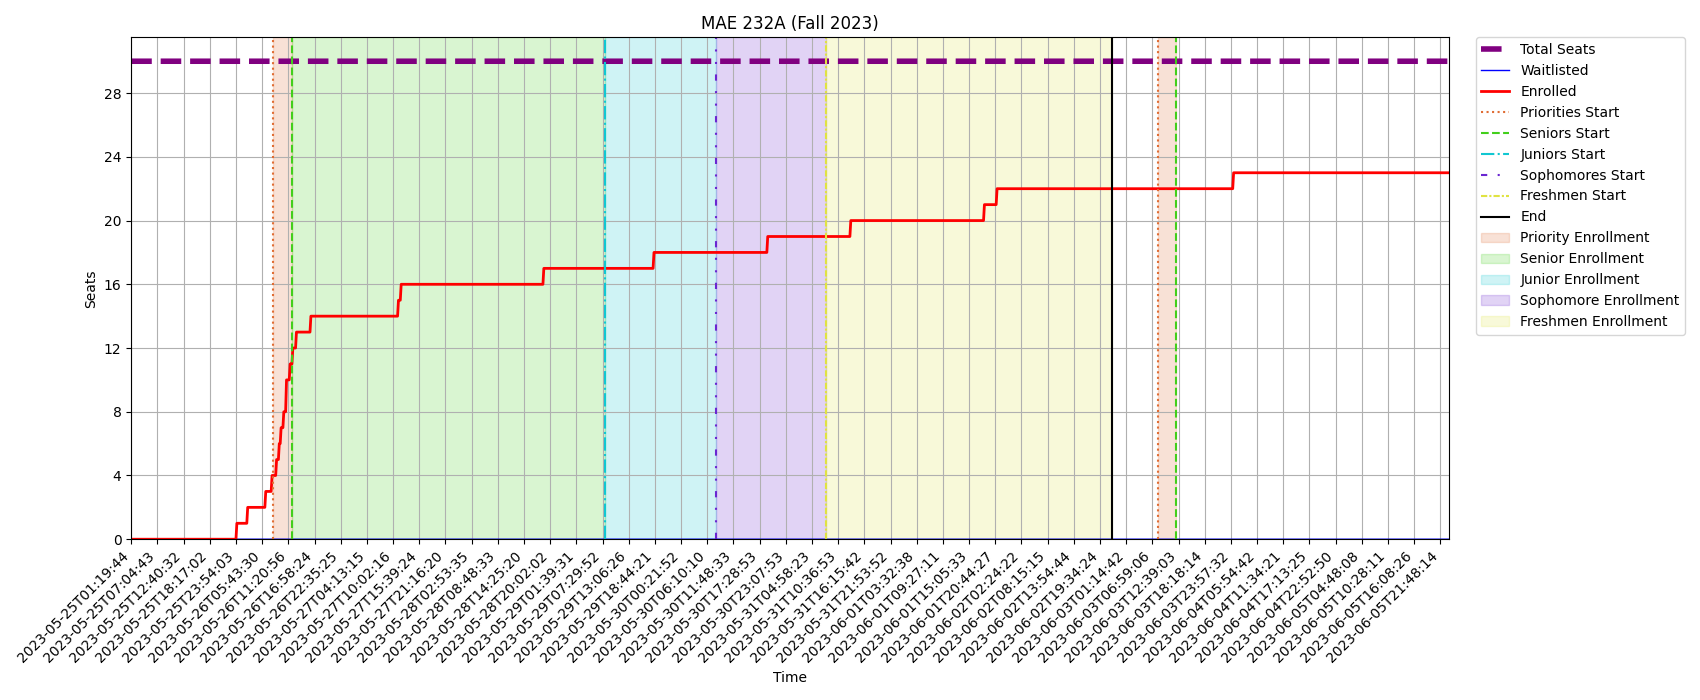 MAE 232A (Fall 2023)
Seats
28
24
20
16
12
8
4
0
2023-05-25T01:19:44
2023-05-25T07:04:43
2023-05-25T12:40:32
2023-05-25T18:17:02
2023-05-25T23:54:03
2023-05-26T05:43:30
2023-05-26T11:20:56
2023-05-26T16:58:24
2023-05-26T22:35:25
2023-05-27T04:13:15
2023-05-27T10:02:16
2023-05-27T15:39:24
2023-05-27T21:16:20
2023-05-28T02:53:35
2023-05-28T08:48:33
2023-05-28T14:25:20
2023-05-28T20:02:02
2023-05-29T01:39:31
2023-05-29T07:29:52
2023-05-29T13:06:26
2023-05-29T18:44:21
2023-05-30T00:21:52
2023-05-30T06:10:10
2023-05-30T11:48:33
2023-05-30T17:28:53
2023-05-30T23:07:53
2023-05-31T04:58:23
2023-05-31T10:36:53
2023-05-31T16:15:42
2023-05-31T21:53:52
2023-06-01T03:32:38
2023-06-01T09:27:11
2023-06-01T15:05:33
2023-06-01T20:44:27
2023-06-02T02:24:22
2023-06-02T08:15:15
2023-06-02T13:54:44
2023-06-02T19:34:24
2023-06-03T01:14:42
2023-06-03T06:59:06
2023-06-03T12:39:03
2023-06-03T18:18:14
2023-06-03T23:57:32
2023-06-04T05:54:42
2023-06-04T11:34:21
2023-06-04T17:13:25
2023-06-04T22:52:50
2023-06-05T04:48:08
2023-06-05T10:28:11
2023-06-05T16:08:26
2023-06-05T21:48:14
Time
Total Seats
Waitlisted
Enrolled
Priorities Start
Seniors Start
Juniors Start
Sophomores Start
Freshmen Start
End
Priority Enrollment
Senior Enrollment
Junior Enrollment
Sophomore Enrollment
Freshmen Enrollment